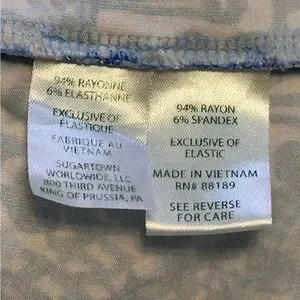 94% RAYONNE
6% ELASTHANNE
EXCLUSIVE OF
ÉLASTIQUE
FABRIQUE AU
VIETNAM
SUGARTOWN
WORLDWIDE, LLC
800 THIRD AVENUE
KING OF PRUSSIA, PA
94% RAYON
6% SPANDEX
EXCLUSIVE OF
ELASTIC
MADE IN VIETNAM
RN# 88189
SEE REVERSE
FOR CARE